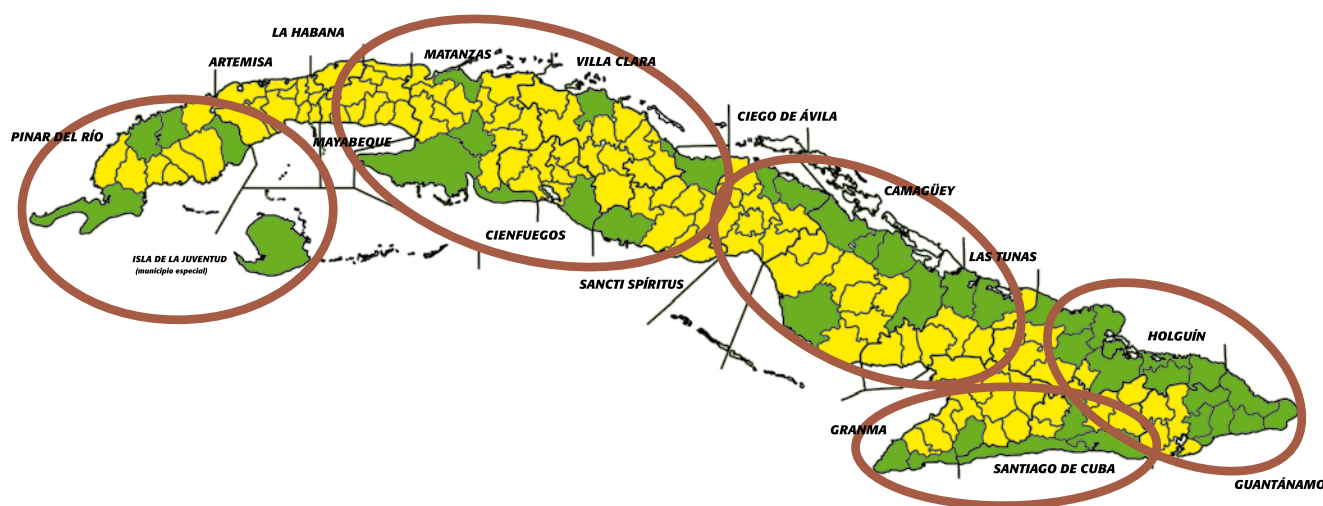 LA HABANA
ARTEMISA
MATANZAS
VILLA CLARA
PINAR DEL RÍO
MAYABEQUE
CIEGO DE ÁVILA
CAMAGÜEY
CIENFUEGOS
ISLA DE LA JUVENTUD
(municipio especial)
LAS TUNAS
SANCTI SPÍRITUS
HOLGUÍN
GRANMA
SANTIAGO DE CUBA
GUANTÁNAMO